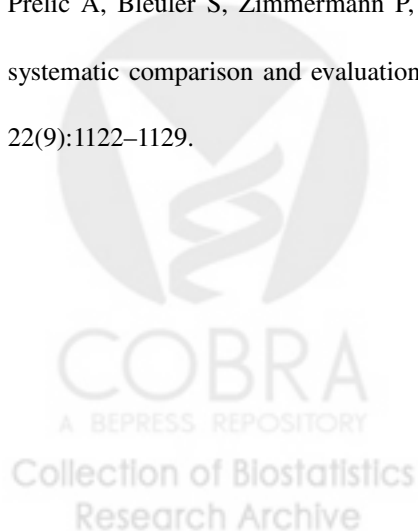 Prelic A, Bleuler S, Zimmermann P,
systematic comparison and evaluation
22(9):1122–1129.
COBRA
A BEPRESS REPOSITORY
Collection of Biostatistics
Research Archive